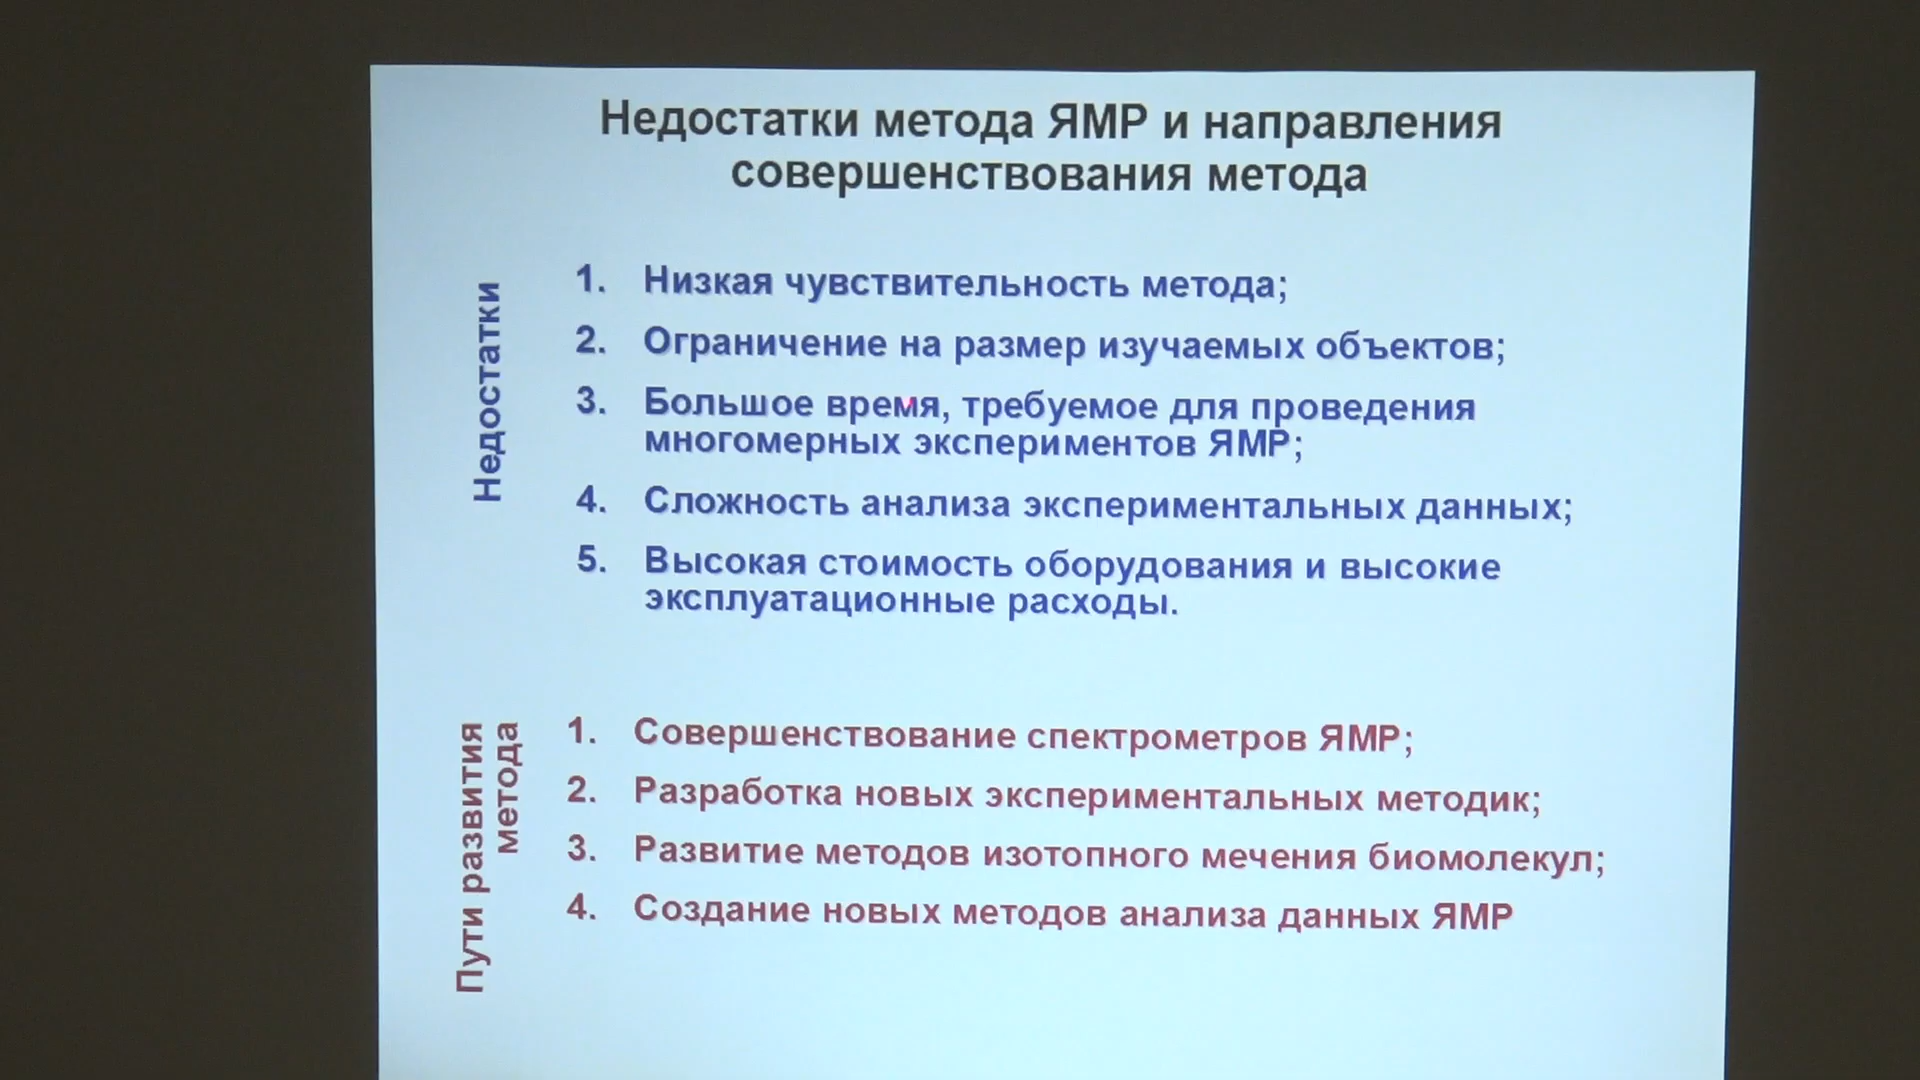 Недостатки метода ЯМР и направления
совершенствования метода
Недостатки
1. Низкая чувствительность метода;
2. Ограничение на размер изучаемых объектов;
3. Большое время, требуемое для проведения
многомерных экспериментов ЯМР;
4. Сложность анализа экспериментальных данных;
5. Высокая стоимость оборудования и высокие
эксплуатационные расходы.
Пути развития
метода
1. Совершенствование спектрометров ЯМР;
2. Разработка новых экспериментальных методик;
3. Развитие методов изотопного мечения биомолекул;
4. Создание новых методов анализа данных ЯМР